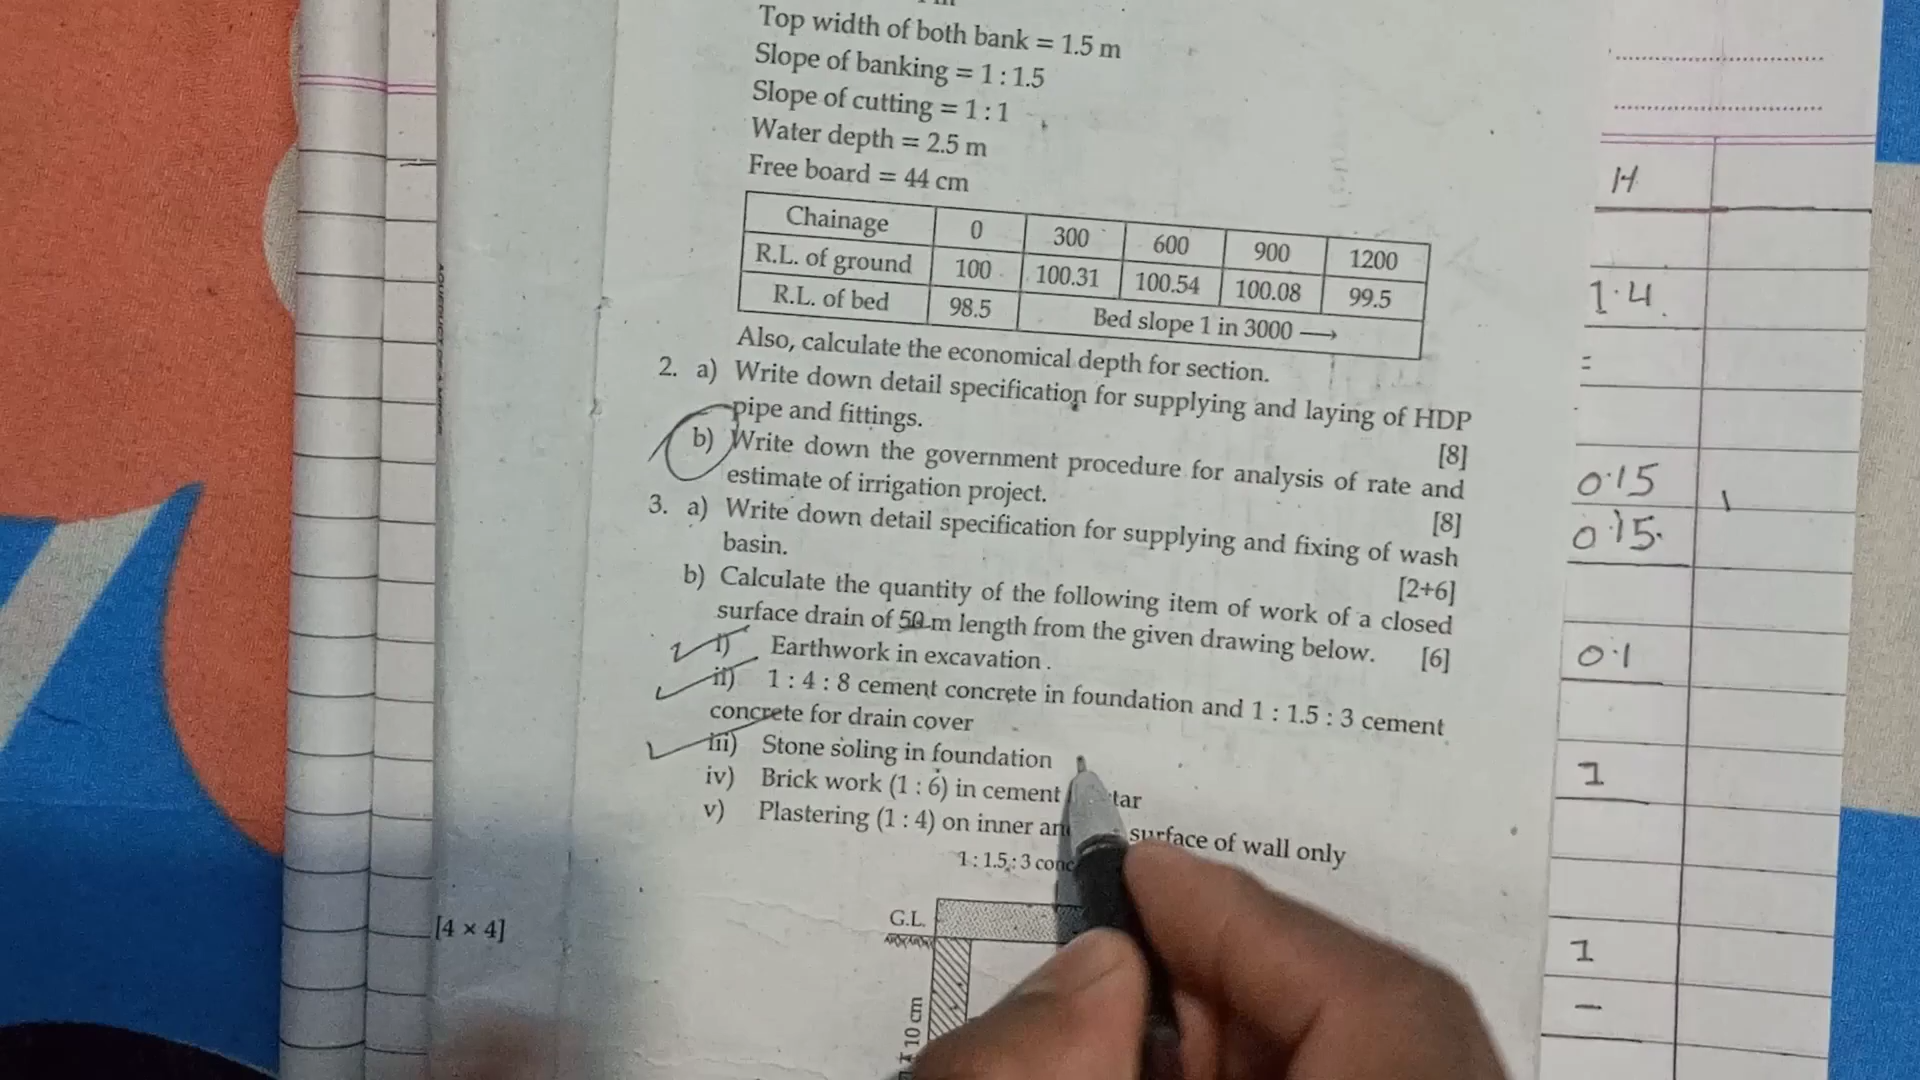 Top width of both bank = 1.5 m
Slope of banking = 1 : 1.5
Slope of cutting = 1 : 1
Water depth = 2.5 m
Free board = 44 cm
Chainage 0 300 600 900 1200
R.L. of ground 100 100.31 100.54 100.08 99.5
R.L. of bed 98.5 Bed slope 1 in 3000 →
Also, calculate the economical depth for section.
2. a) Write down detail specification for supplying and laying of HDP
pipe and fittings. [8]
b) Write down the government procedure for analysis of rate and
estimate of irrigation project. [8]
3. a) Write down detail specification for supplying and fixing of wash
basin. [2+6]
b) Calculate the quantity of the following item of work of a closed
surface drain of 50 m length from the given drawing below. [6]
i) Earthwork in excavation .
ii) 1 : 4 : 8 cement concrete in foundation and 1 : 1.5 : 3 cement
concrete for drain cover
iii) Stone soling in foundation
iv) Brick work (1 : 6) in cement
v) Plastering (1 : 4) on inner surface of wall only
1 : 1.5 : 3
G.L.
10 cm
[4 × 4]
H
1.4.
=
0.15
0.15.
0.1
1
1
–